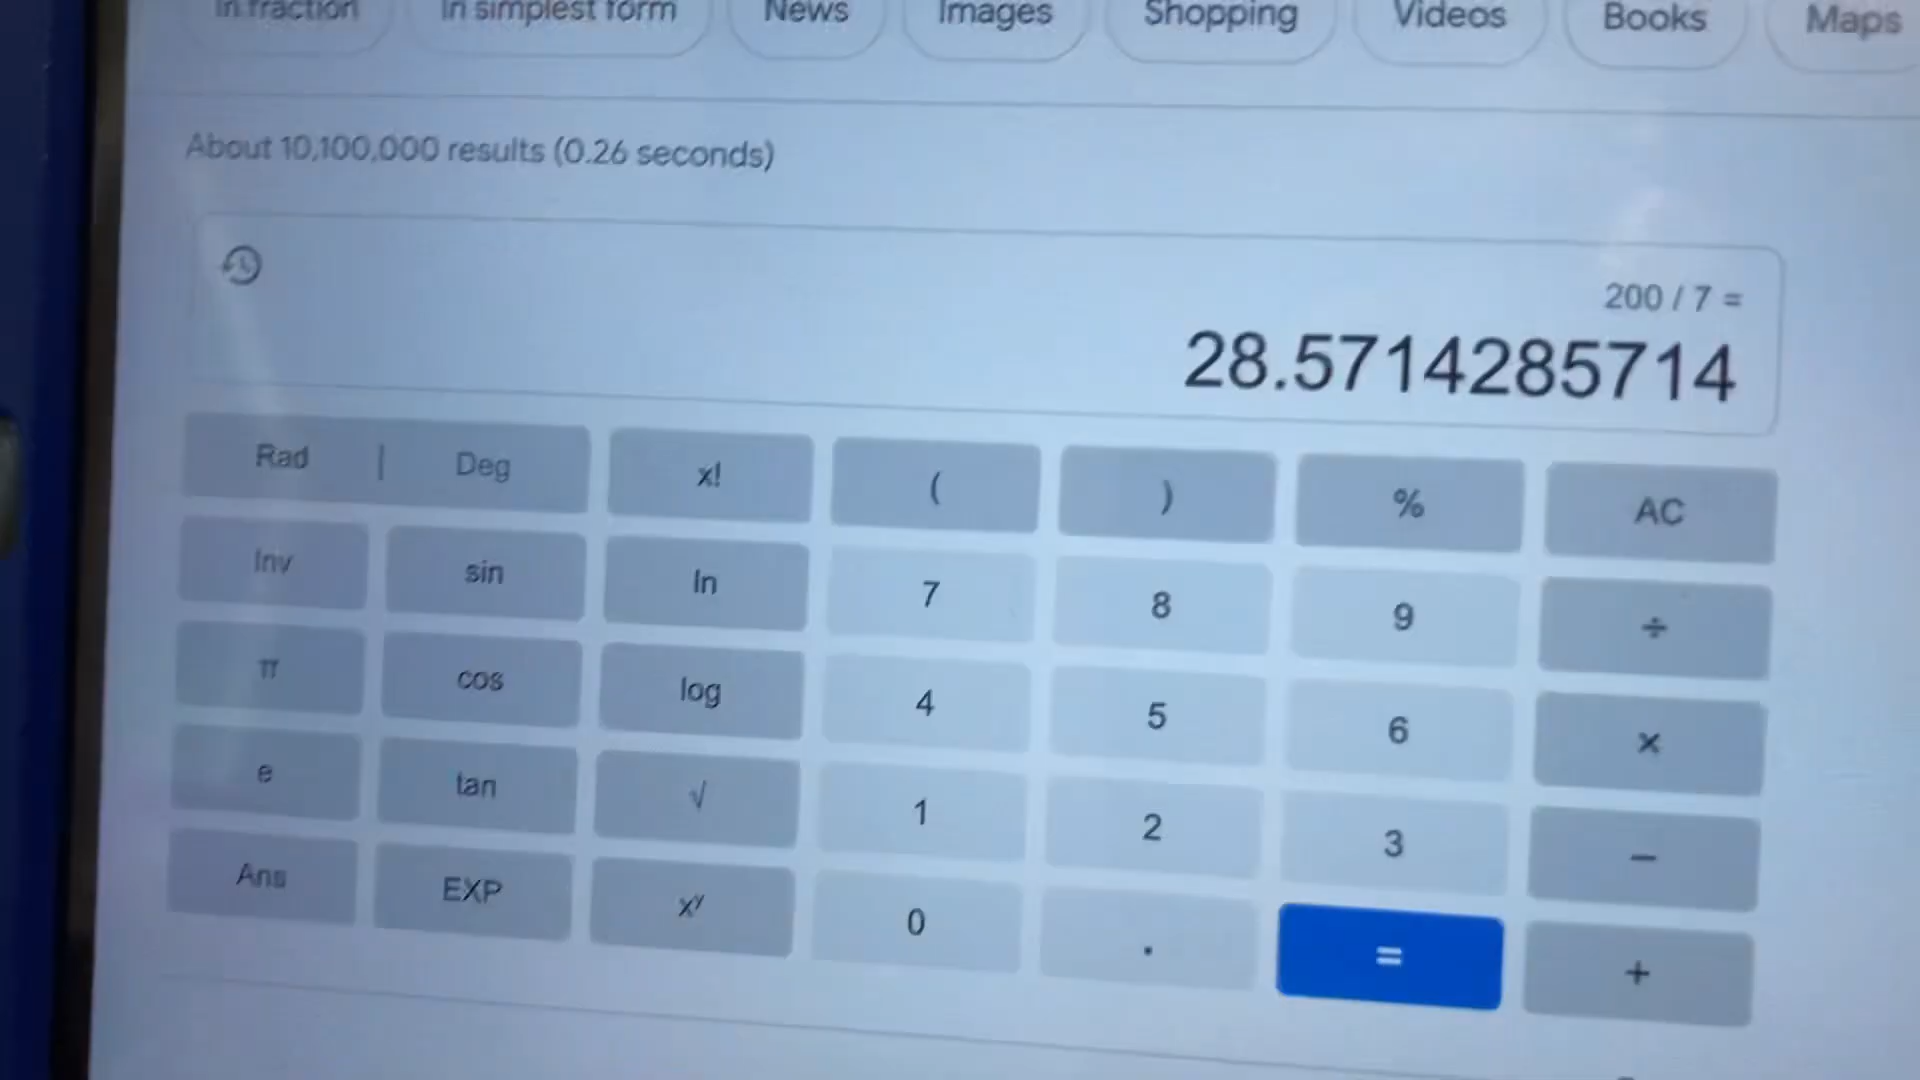 In fraction In simplest form News Images Shopping Videos Books Maps
About 10,100,000 results (0.26 seconds)
200 / 7 =
28.5714285714
Rad | Deg x! ( ) % AC
Inv sin ln 7 8 9 ÷
π cos log 4 5 6 ×
e tan √ 1 2 3 −
Ans EXP xʸ 0 . = +